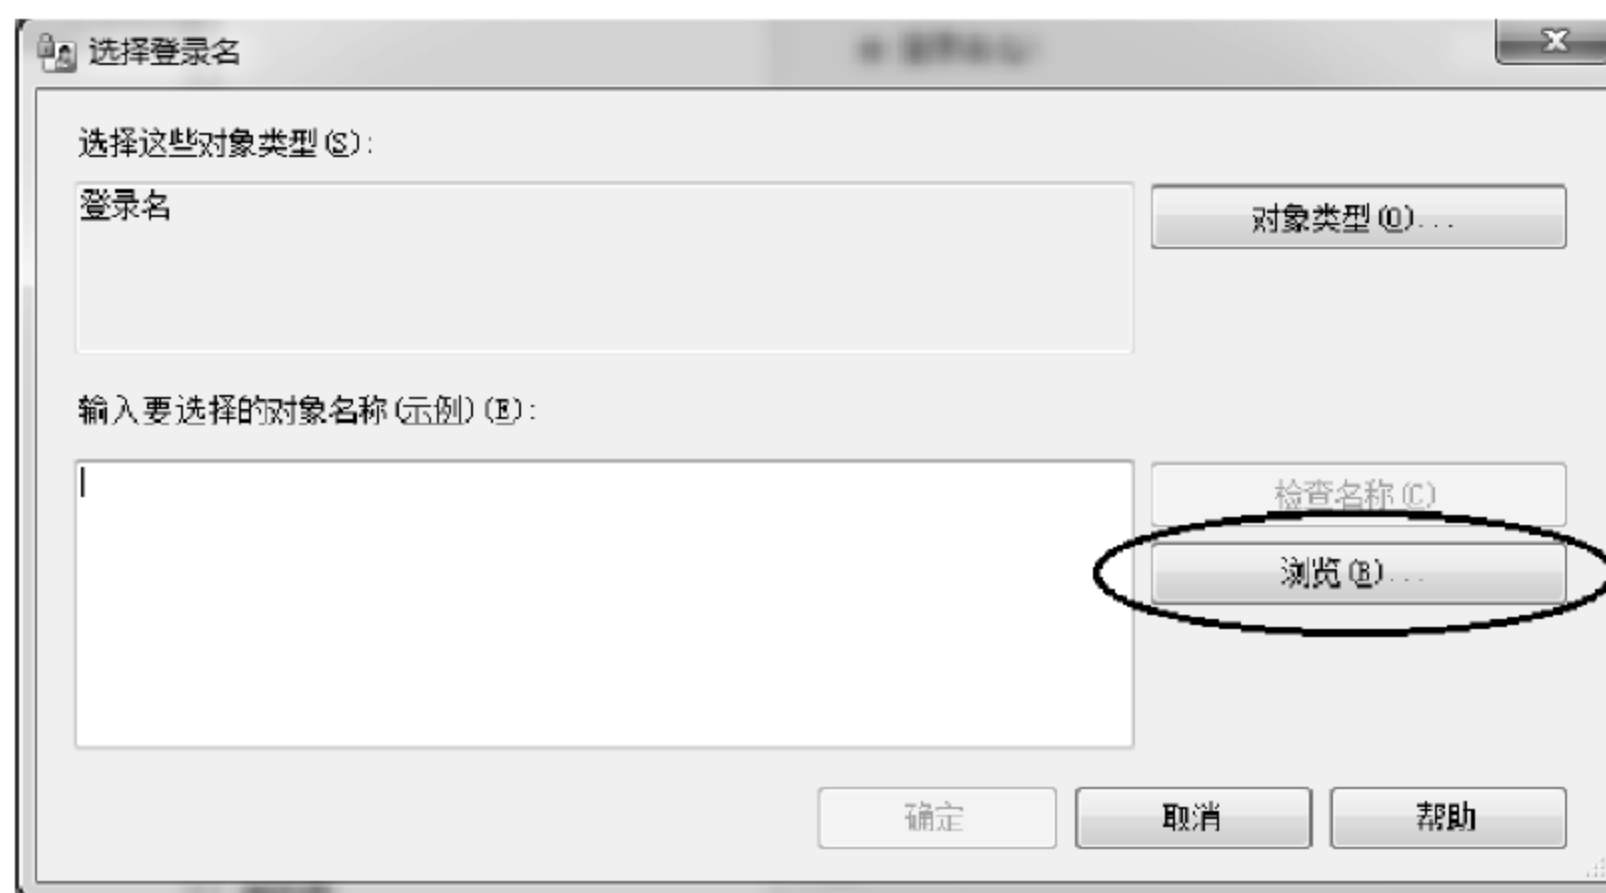 选择登录名
选择这些对象类型(S):
登录名
对象类型(O)...
输入要选择的对象名称(示例)(E):
检查名称(C)
浏览(B)...
确定
取消
帮助